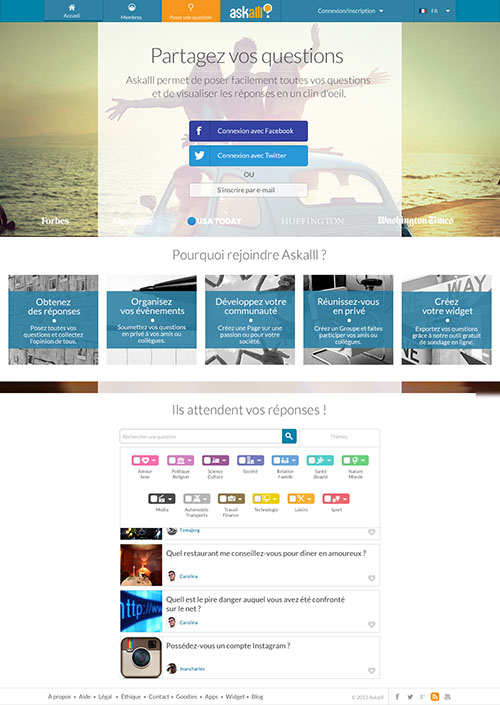 Accueil
Membres
Poser une question
askalll
Connexion/Inscription
FR
Partagez vos questions
Askalll permet de poser facilement toutes vos questions
et de visualiser les réponses en un clin d'oeil.
Connexion avec Facebook
Connexion avec Twitter
OU
S'inscrire par e-mail
Forbes
USA TODAY
HUFFINGTON
Washington Times
Pourquoi rejoindre Askalll ?
Obtenez
des réponses
Posez toutes vos
questions et collectez
l'opinion de tous.
Organisez
vos évènements
Soumettez vos questions
en privé à vos amis ou
collègues.
Développez votre
communauté
Créez une Page sur une
passion ou pour votre
société.
Réunissez-vous
en privé
Créez un Groupe et faites
participer vos amis ou
collègues.
WAY
Créez
votre widget
Exportez vos questions
grâce à notre outil gratuit
de sondage en ligne.
Ils attendent vos réponses !
Rechercher une question
Thèmes
Amour
Sexe
Politique
Religion
Science
Culture
Société
Relation
Famille
Santé
Beauté
Nature
Monde
Media
Automobile
Transports
Travail
Finance
Technologie
Loisirs
Sport
Tomajerg
Quel restaurant me conseillez-vous pour diner en amoureux ?
Carolina
http://www
Quell est le pire danger auquel vous avez été confronté
sur le net ?
Carolina
Possédez-vous un compte Instagram ?
Jeancharles
À propos • Aide • Légal • Éthique • Contact • Goodies • Apps • Widget • Blog
© 2013 Askalll